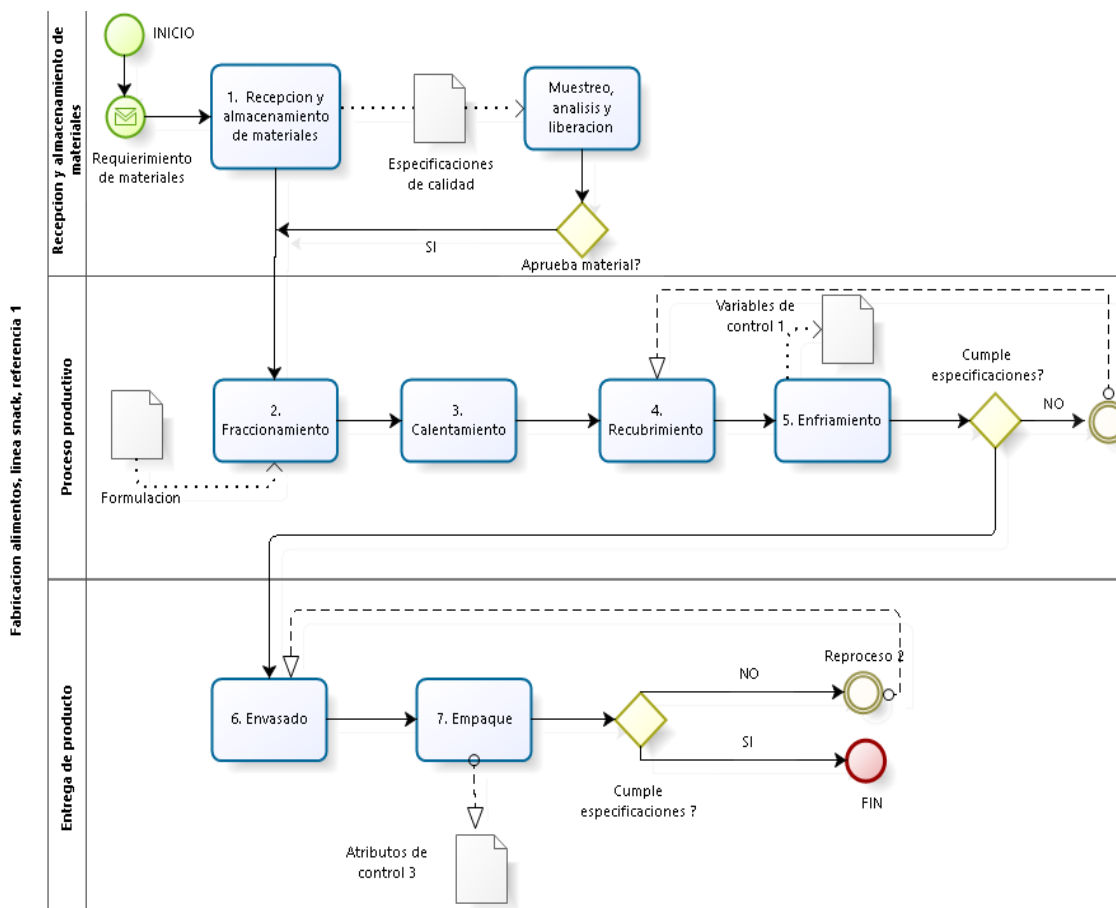 Fabricacion alimentos, linea snack, referencia 1
Recepcion y almacenamiento de
materiales
INICIO
Requierimiento
de materiales
1. Recepcion y
almacenamiento
de materiales
Especificaciones
de calidad
Muestreo,
analisis y
liberacion
SI
Aprueba material?
Proceso productivo
Formulacion
2.
Fraccionamiento
3.
Calentamiento
4.
Recubrimiento
Variables de
control 1
5. Enfriamiento
Cumple
especificaciones?
NO
Entrega de producto
6. Envasado
7. Empaque
Atributos de
control 3
Cumple
especificaciones ?
NO
Reproceso 2
SI
FIN